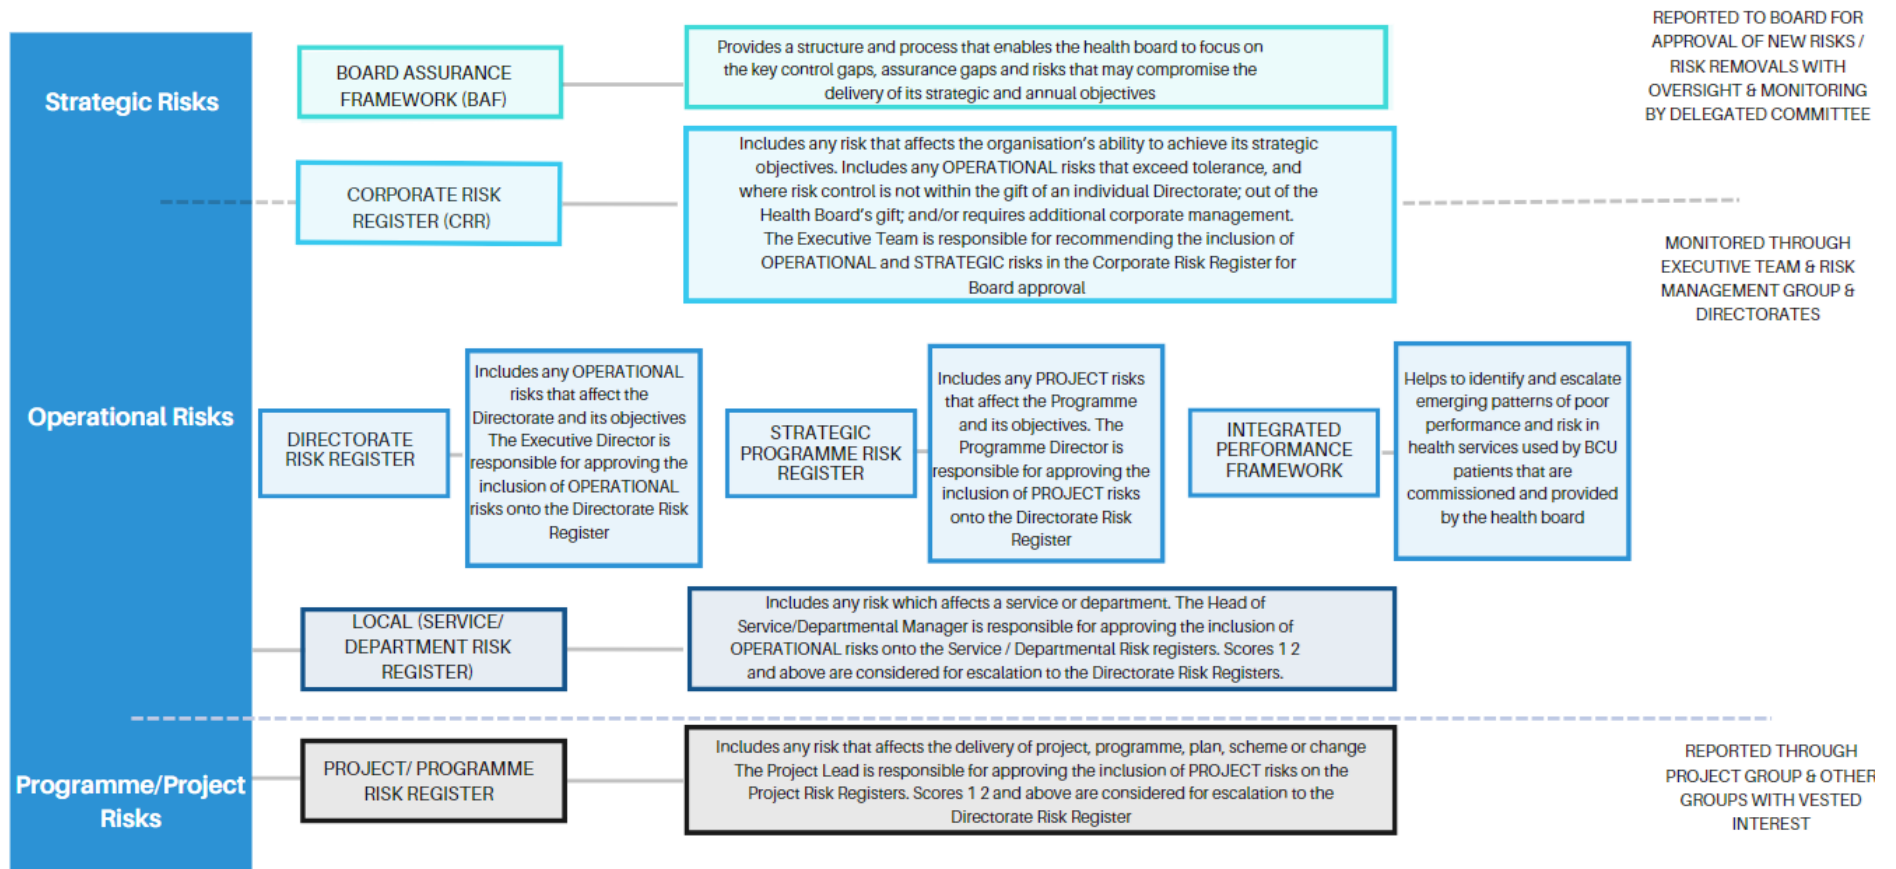 Strategic Risks
BOARD ASSURANCE
FRAMEWORK (BAF)
Provides a structure and process that enables the health board to focus on
the key control gaps, assurance gaps and risks that may compromise the
delivery of its strategic and annual objectives
REPORTED TO BOARD FOR
APPROVAL OF NEW RISKS /
RISK REMOVALS WITH
OVERSIGHT & MONITORING
BY DELEGATED COMMITTEE
CORPORATE RISK
REGISTER (CRR)
Includes any risk that affects the organisation's ability to achieve its strategic
objectives. Includes any OPERATIONAL risks that exceed tolerance, and
where risk control is not within the gift of an individual Directorate; out of the
Health Board's gift; and/or requires additional corporate management.
The Executive Team is responsible for recommending the inclusion of
OPERATIONAL and STRATEGIC risks in the Corporate Risk Register for
Board approval
MONITORED THROUGH
EXECUTIVE TEAM & RISK
MANAGEMENT GROUP &
DIRECTORATES
Operational Risks
DIRECTORATE
RISK REGISTER
Includes any OPERATIONAL
risks that affect the
Directorate and its objectives
The Executive Director is
responsible for approving the
inclusion of OPERATIONAL
risks onto the Directorate Risk
Register
STRATEGIC
PROGRAMME RISK
REGISTER
Includes any PROJECT risks
that affect the Programme
and its objectives. The
Programme Director is
responsible for approving the
inclusion of PROJECT risks
onto the Directorate Risk
Register
INTEGRATED
PERFORMANCE
FRAMEWORK
Helps to identify and escalate
emerging patterns of poor
performance and risk in
health services used by BCU
patients that are
commissioned and provided
by the health board
LOCAL (SERVICE/
DEPARTMENT RISK
REGISTER)
Includes any risk which affects a service or department. The Head of
Service/Departmental Manager is responsible for approving the inclusion of
OPERATIONAL risks onto the Service / Departmental Risk registers. Scores 1 2
and above are considered for escalation to the Directorate Risk Registers.
Programme/Project
Risks
PROJECT/ PROGRAMME
RISK REGISTER
Includes any risk that affects the delivery of project, programme, plan, scheme or change
The Project Lead is responsible for approving the inclusion of PROJECT risks on the
Project Risk Registers. Scores 1 2 and above are considered for escalation to the
Directorate Risk Register
REPORTED THROUGH
PROJECT GROUP & OTHER
GROUPS WITH VESTED
INTEREST